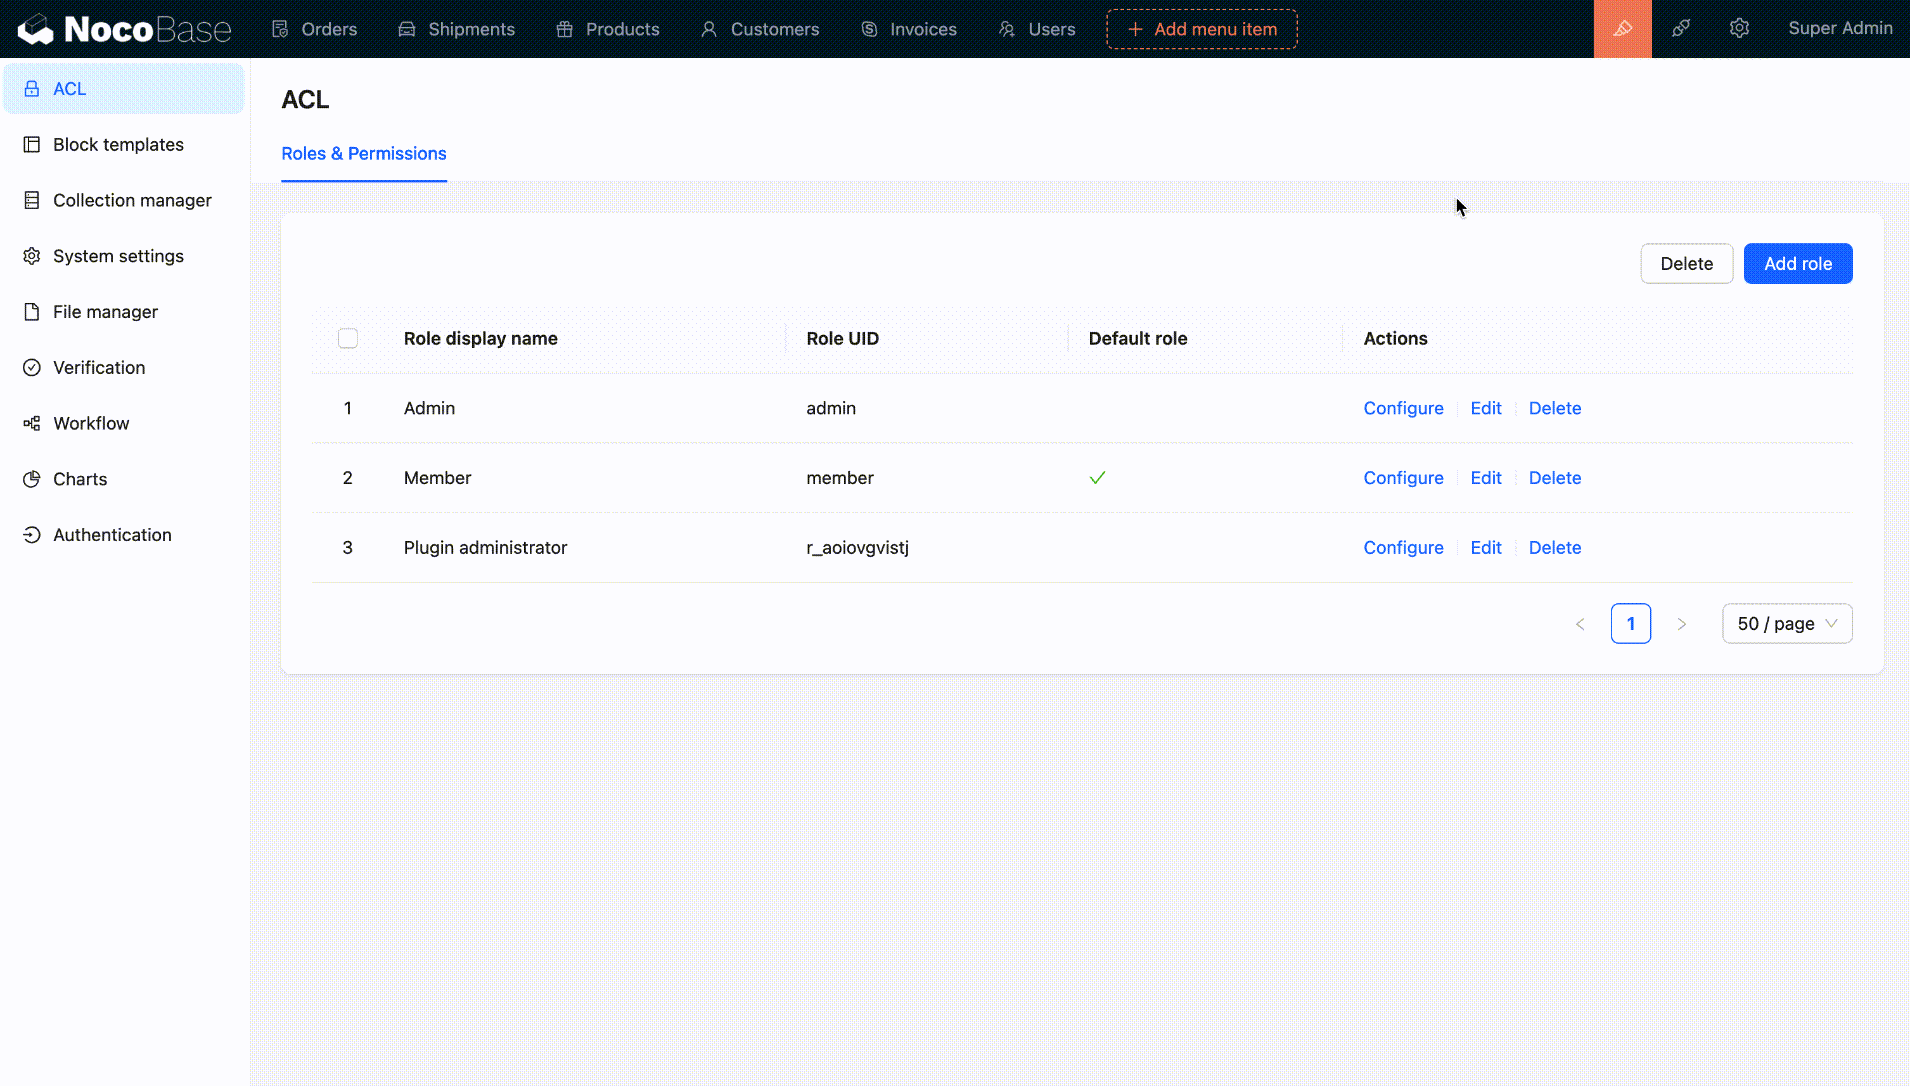 NocoBase
Orders
Shipments
Products
Customers
Invoices
Users
Add menu item
Super Admin
ACL
Block templates
Collection manager
System settings
File manager
Verification
Workflow
Charts
Authentication
ACL
Roles & Permissions
Delete Add role
Role display name Role UID Default role Actions
1 Admin admin Configure Edit Delete
2 Member member Configure Edit Delete
3 Plugin administrator r_aoiovgvistj Configure Edit Delete
1 50 / page